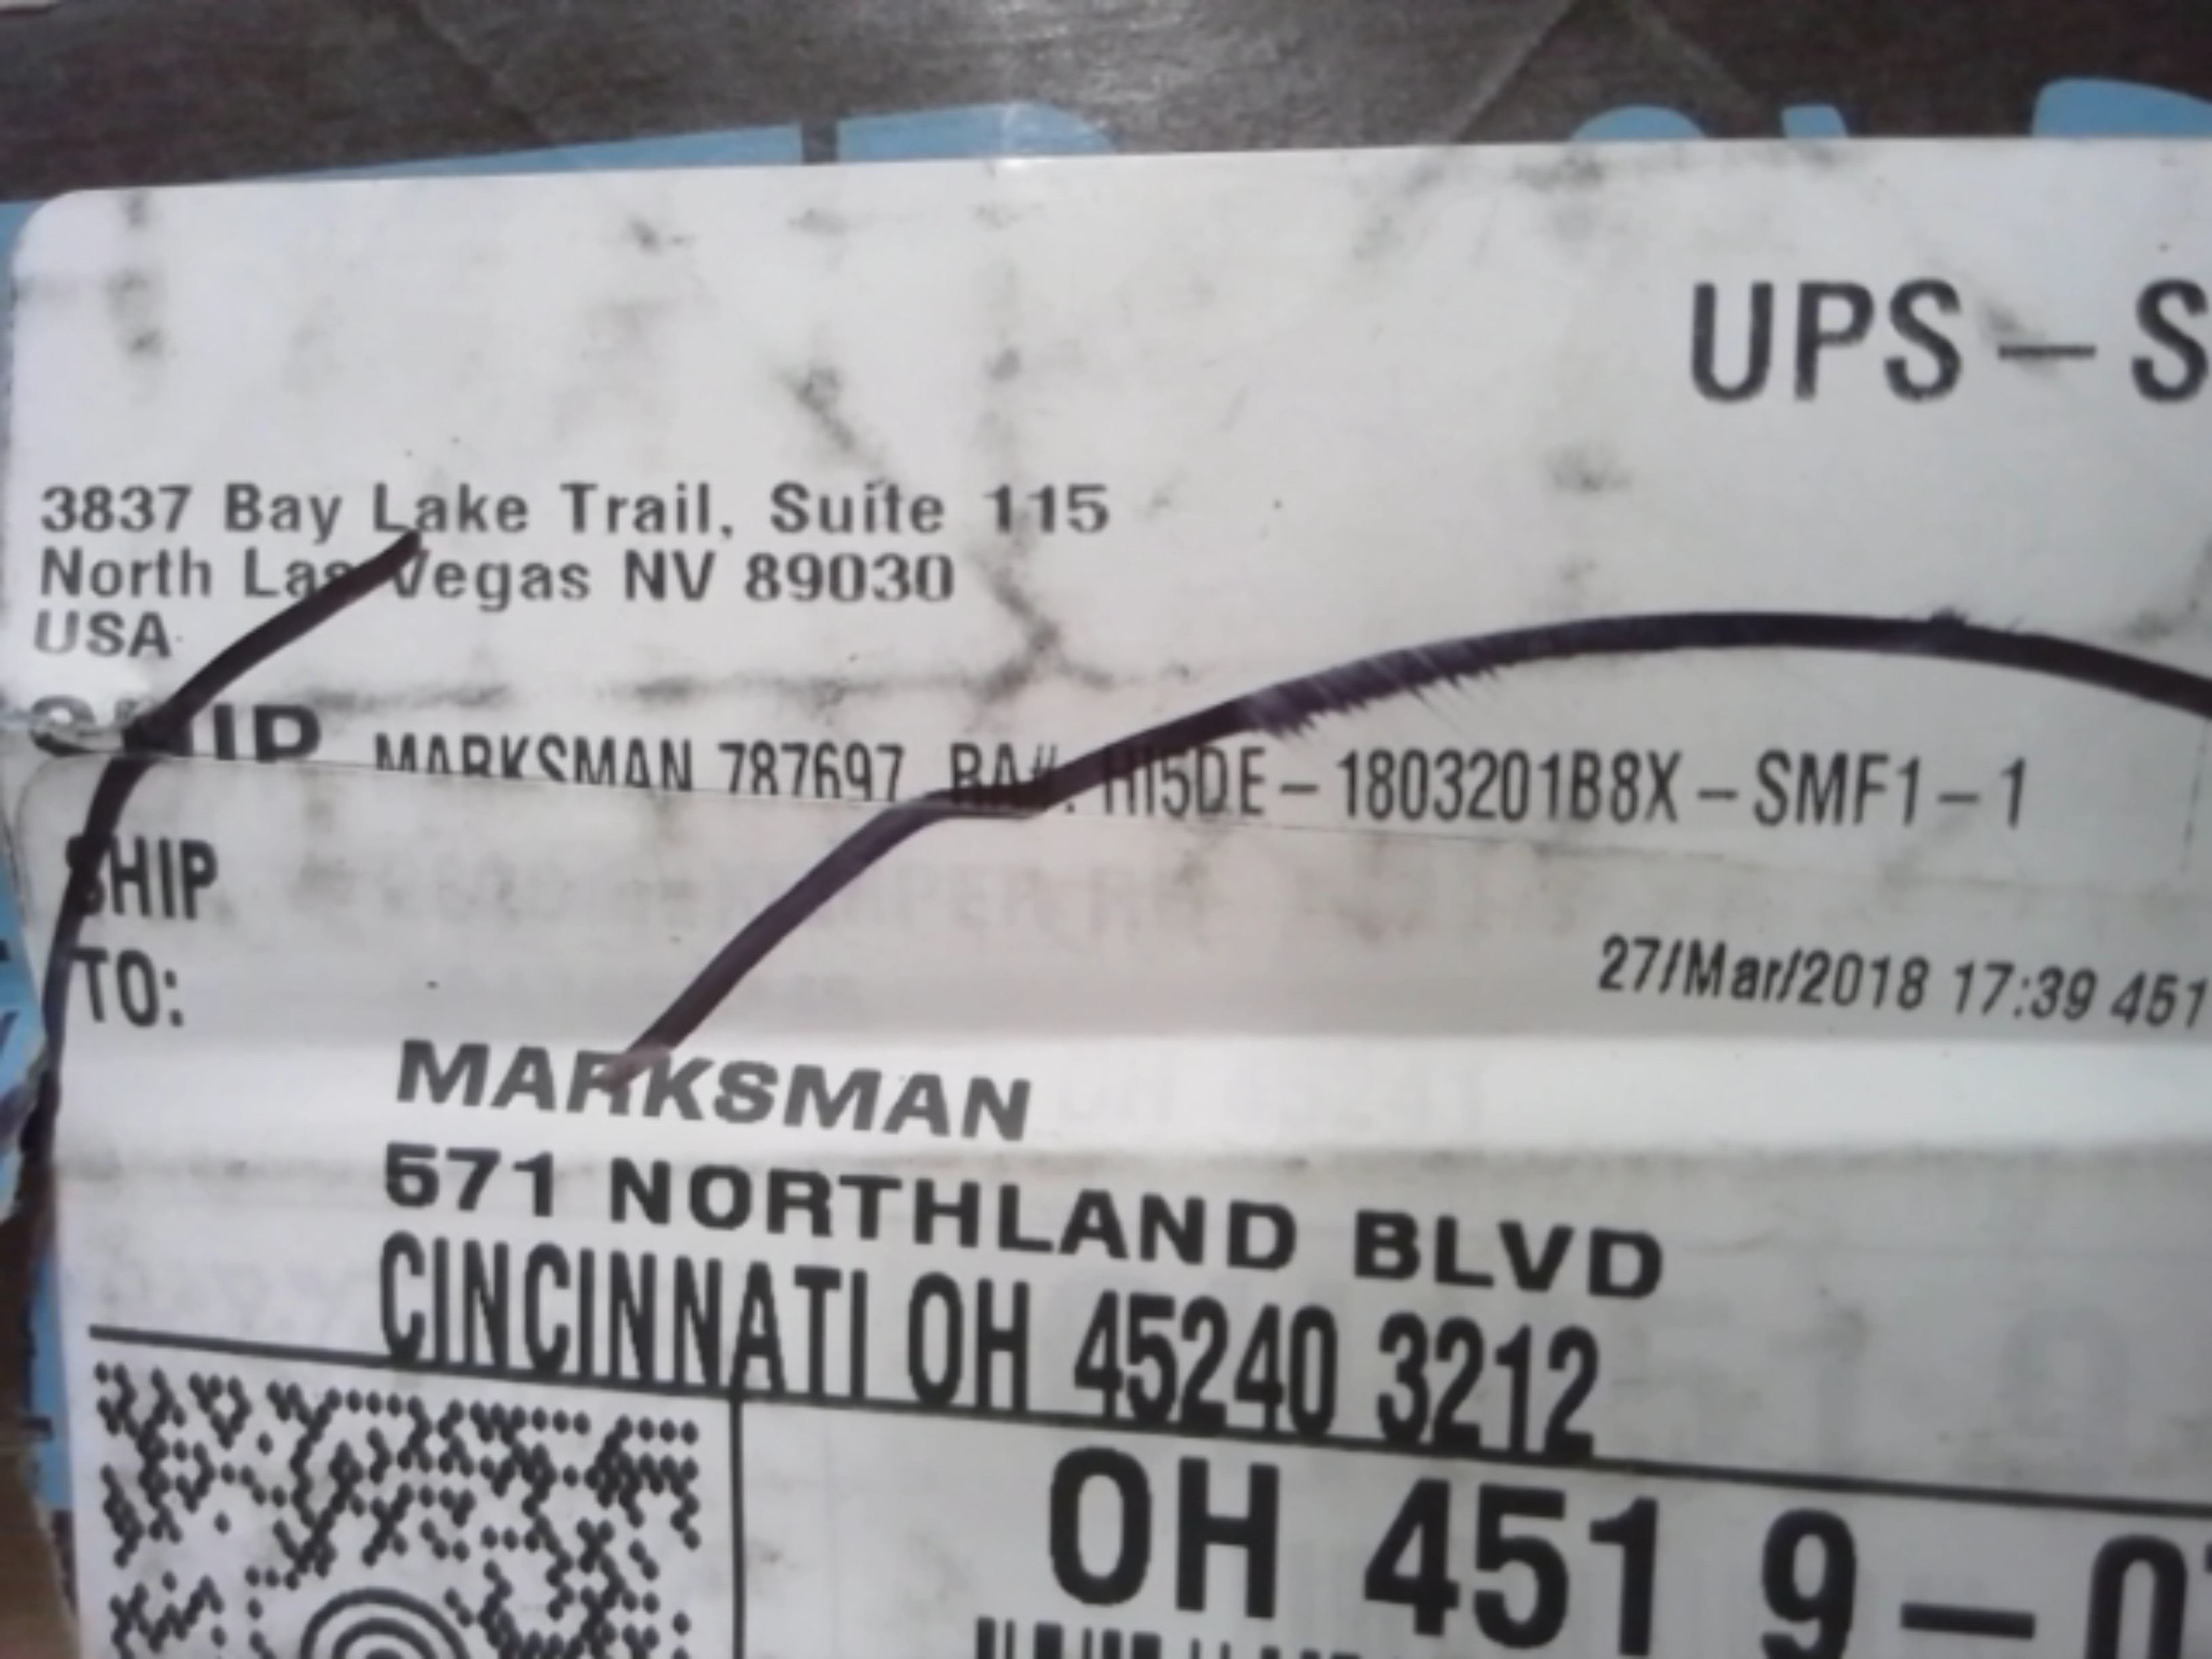 UPS – S
3837 Bay Lake Trail, Suite 115
North Las Vegas NV 89030
USA
SHIP MARKSMAN 787697 RA#: HI5DE – 1803201B8X – SMF1 – 1
SHIP
TO:
27/Mar/2018 17:39 451
MARKSMAN
571 NORTHLAND BLVD
CINCINNATI OH 45240 3212
OH 451 9 – 0